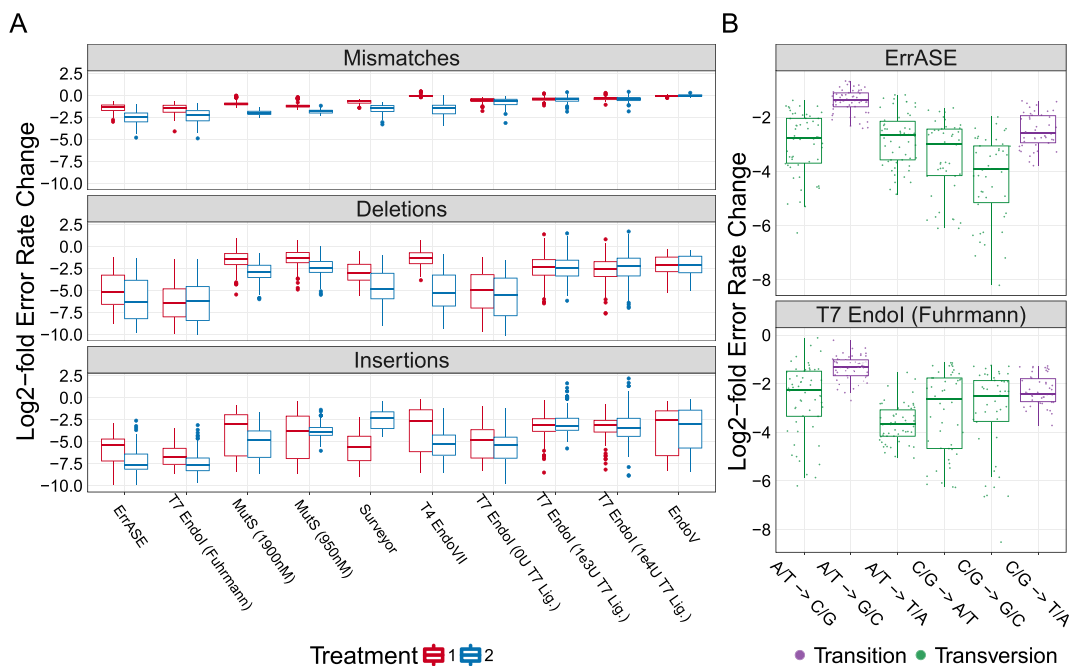 A
Mismatches
2.5
0.0
−2.5
−5.0
−7.5
−10.0
Deletions
2.5
0.0
−2.5
−5.0
−7.5
−10.0
Insertions
2.5
0.0
−2.5
−5.0
−7.5
−10.0
Log2−fold Error Rate Change
ErrASE
T7 EndoI (Fuhrmann)
MutS (1900nM)
MutS (950nM)
Surveyor
T4 EndoVII
T7 EndoI (0U T7 Lig.)
T7 EndoI (1e3U T7 Lig.)
T7 EndoI (1e4U T7 Lig.)
EndoV
Treatment 1 2
B
ErrASE
−2
−4
−6
−8
T7 EndoI (Fuhrmann)
0
−2
−4
−6
−8
Log2−fold Error Rate Change
A/T −> C/G
A/T −> G/C
A/T −> T/A
C/G −> A/T
C/G −> G/C
C/G −> T/A
Transition Transversion